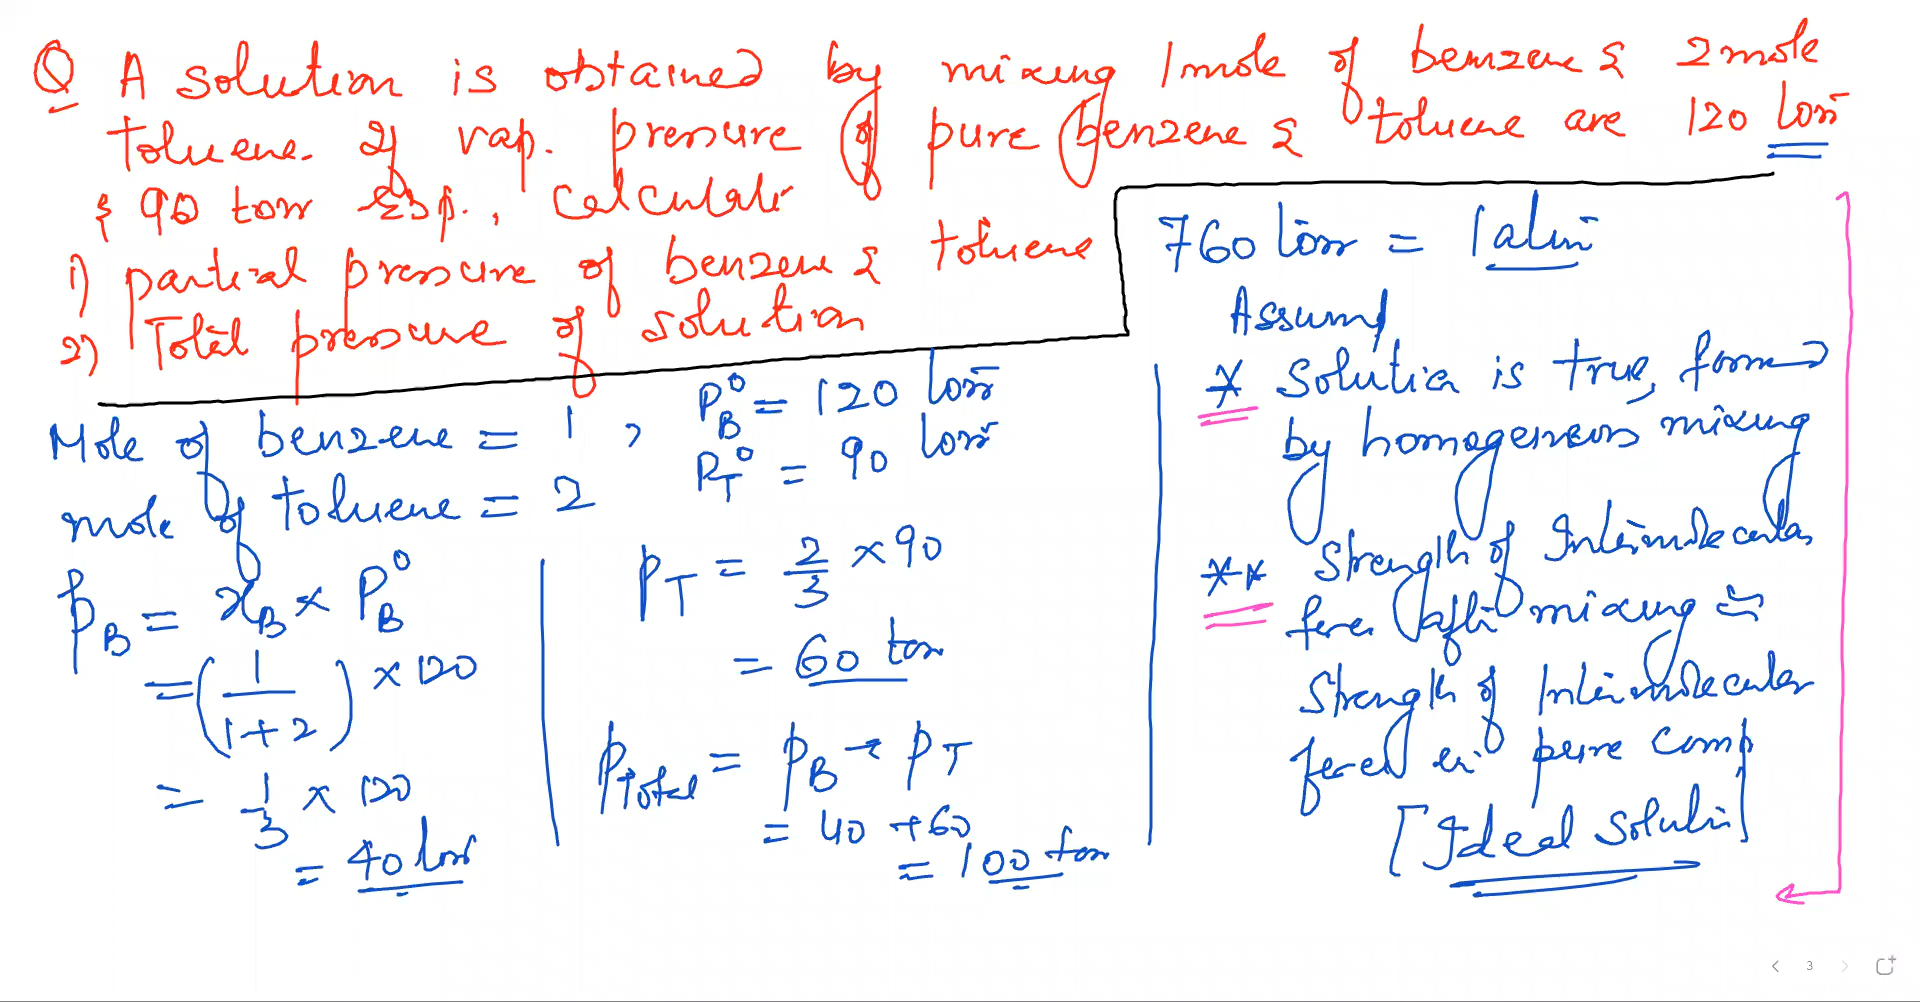 Q A solution is obtained by mixing 1 mole of benzene & 2 mole
toluene. If vap. pressure of pure benzene & toluene are 120 torr
& 90 torr resp., calculate
1) partial pressure of benzene & toluene
2) Total pressure of solution
Mole of benzene = 1 , P°B = 120 torr
mole of toluene = 2 P°T = 90 torr
pB = xB × P°B
= (1/(1+2)) × 120
= 1/3 × 120
= 40 torr
pT = 2/3 × 90
= 60 torr
pTotal = pB + pT
= 40 + 60
= 100 torr
760 torr = 1 atm
Assump
* Solution is true, formed
by homogeneous mixing
** Strength of Intermolecular
forces after mixing ≈
Strength of Intermolecular
forces in pure comp
[Ideal solution]
3